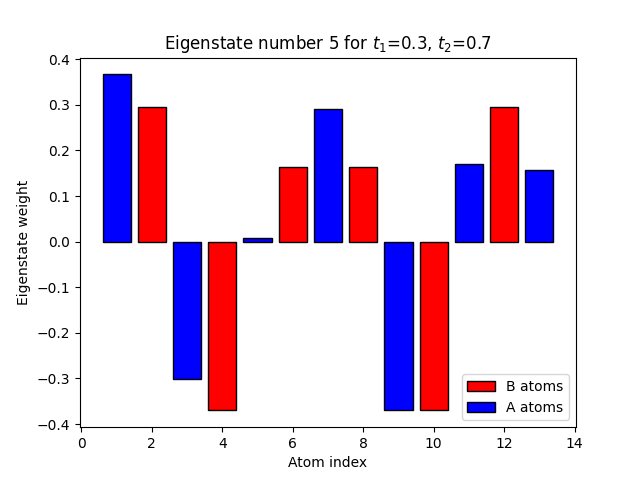 Eigenstate number 5 for $t_1$=0.3, $t_2$=0.7
Eigenstate weight
0.4
0.3
0.2
0.1
0.0
−0.1
−0.2
−0.3
−0.4
B atoms
A atoms
0 2 4 6 8 10 12 14
Atom index